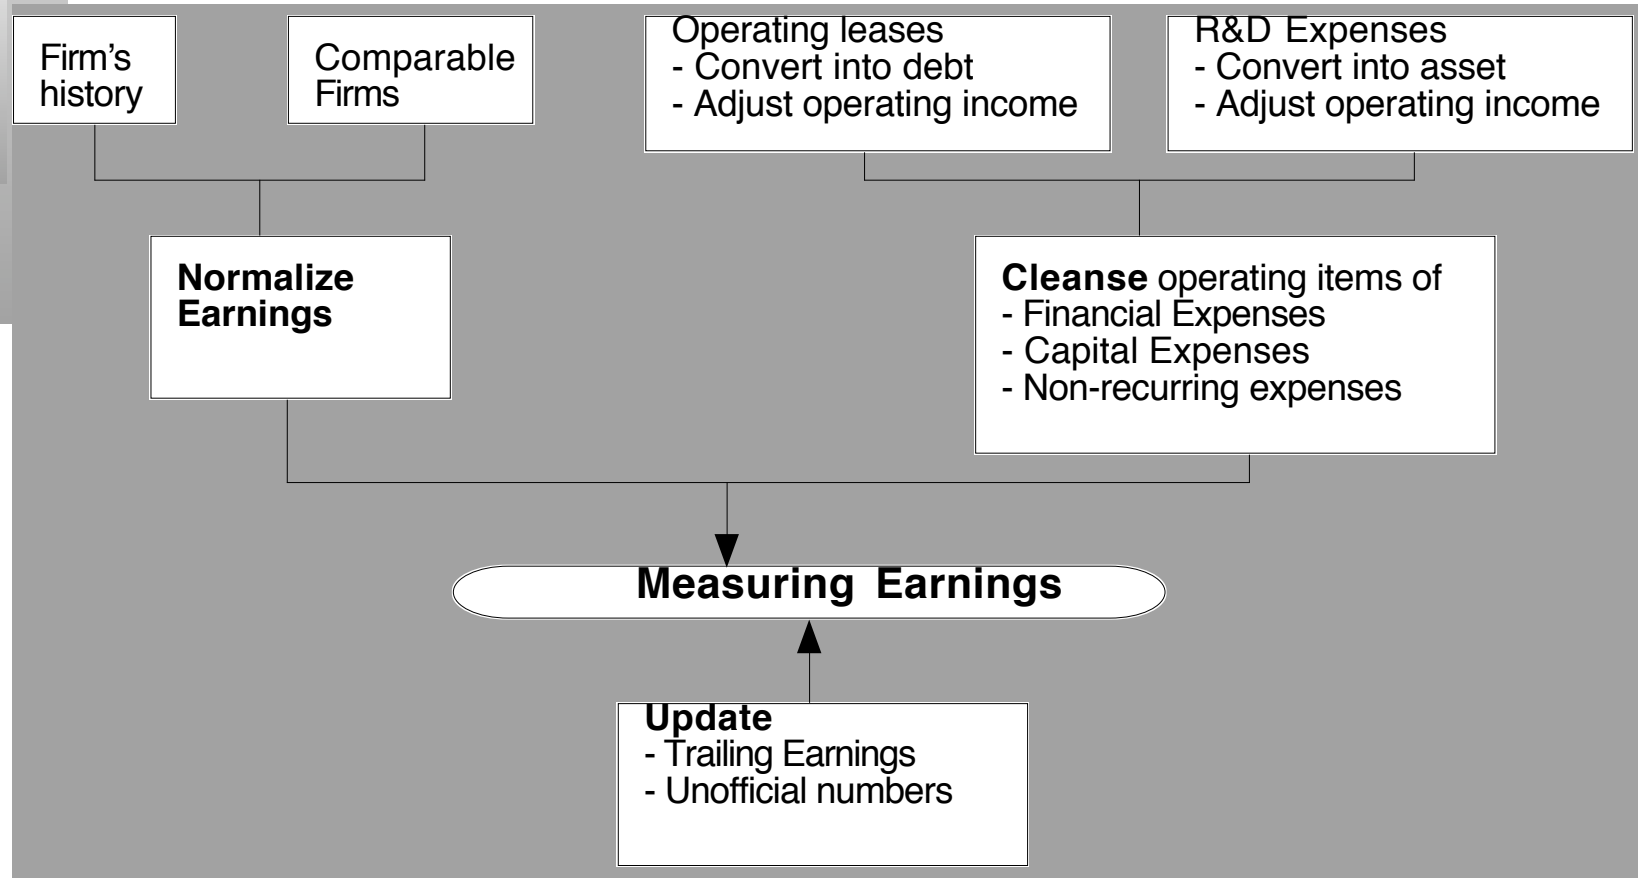 Firm's
history
Comparable
Firms
Operating leases
- Convert into debt
- Adjust operating income
R&D Expenses
- Convert into asset
- Adjust operating income
Normalize
Earnings
Cleanse operating items of
- Financial Expenses
- Capital Expenses
- Non-recurring expenses
Measuring Earnings
Update
- Trailing Earnings
- Unofficial numbers